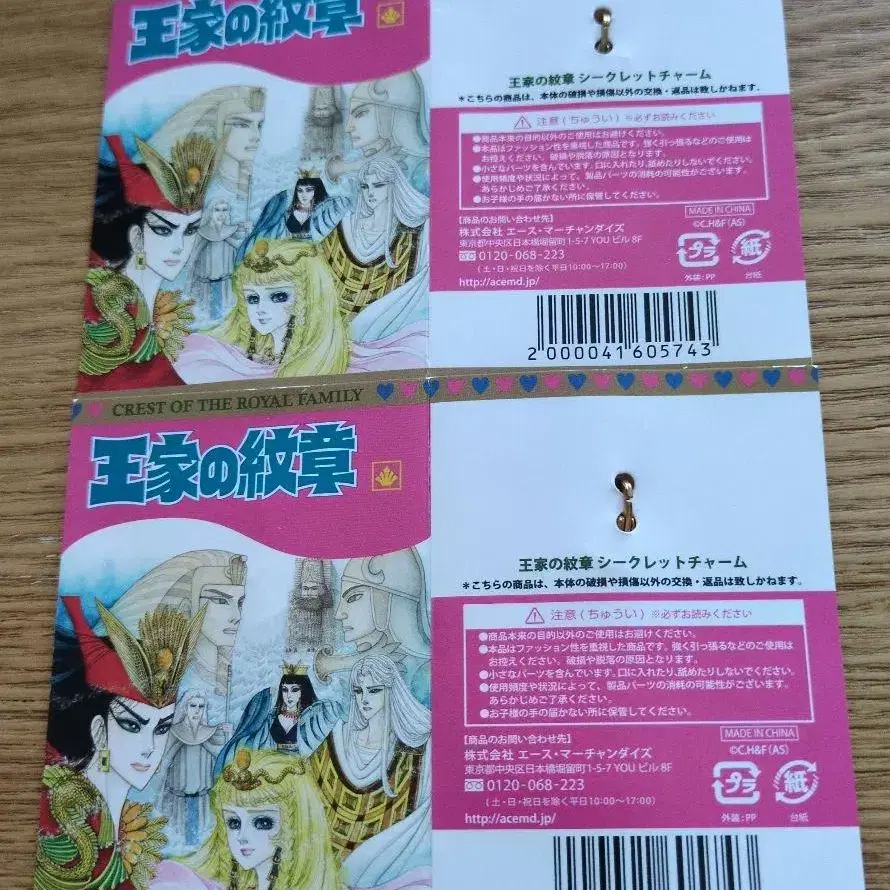 王家の紋章
王家の紋章 シークレットチャーム
*こちらの商品は、本体の破損や損傷以外の交換・返品は致しかねます。
注意(ちゅうい) ※必ずお読みください
●商品本来の目的以外のご使用はお避けください。
●本品はファッション性を重視した商品です。強く引っ張るなどのご使用は
お控えください。破損や脱落の原因となります。
●小さなパーツを含んでいます。口に入れたり、舐めたりしないでください。
●使用頻度や状況によって、製品パーツの消耗の可能性がございます。
あらかじめご了承ください。
●お子様の手の届かない所に保管してください。
【商品のお問い合わせ先】
株式会社 エース・マーチャンダイズ
東京都中央区日本橋堀留町1-5-7 YOU ビル 8F
0120-068-223
(土・日・祝日を除く平日10:00~17:00)
http://acemd.jp/
MADE IN CHINA
©C.H&F (AS)
プラ 紙
外装:PP 台紙
2 000041 605743
CREST OF THE ROYAL FAMILY
王家の紋章
王家の紋章 シークレットチャーム
*こちらの商品は、本体の破損や損傷以外の交換・返品は致しかねます。
注意(ちゅうい) ※必ずお読みください
●商品本来の目的以外のご使用はお避けください。
●本品はファッション性を重視した商品です。強く引っ張るなどのご使用は
お控えください。破損や脱落の原因となります。
●小さなパーツを含んでいます。口に入れたり、舐めたりしないでください。
●使用頻度や状況によって、製品パーツの消耗の可能性がございます。
あらかじめご了承ください。
●お子様の手の届かない所に保管してください。
【商品のお問い合わせ先】
株式会社 エース・マーチャンダイズ
東京都中央区日本橋堀留町1-5-7 YOU ビル 8F
0120-068-223
(土・日・祝日を除く平日10:00~17:00)
http://acemd.jp/
MADE IN CHINA
©C.H&F (AS)
プラ 紙
外装:PP 台紙